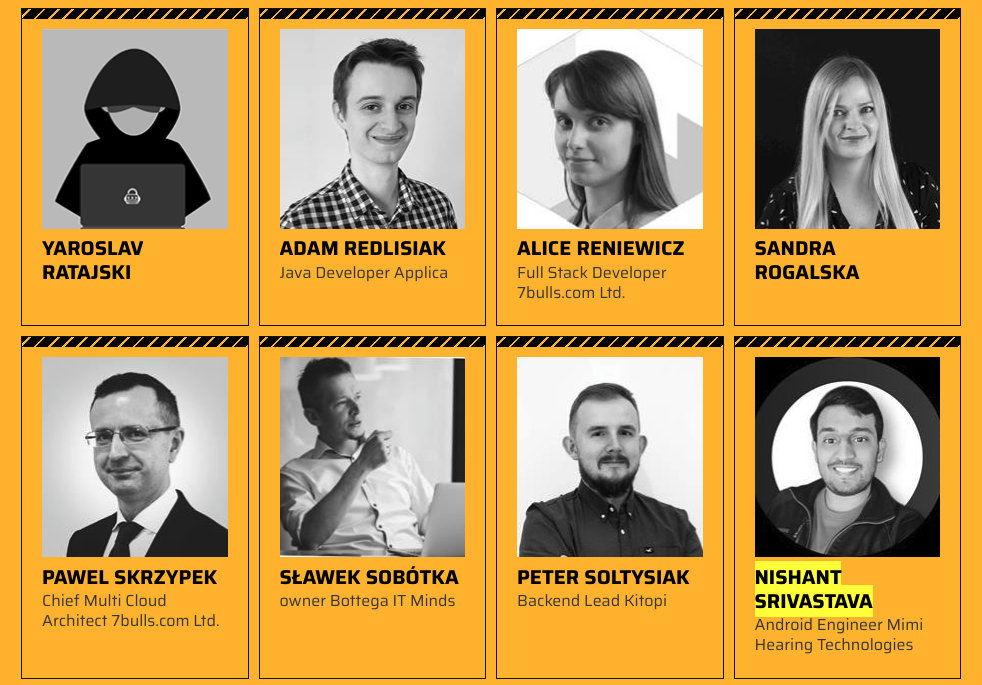 YAROSLAV
RATAJSKI
ADAM REDLISIAK
Java Developer Applica
ALICE RENIEWICZ
Full Stack Developer
7bulls.com Ltd.
SANDRA
ROGALSKA
PAWEL SKRZYPEK
Chief Multi Cloud
Architect 7bulls.com Ltd.
SŁAWEK SOBÓTKA
owner Bottega IT Minds
PETER SOLTYSIAK
Backend Lead Kitopi
NISHANT
SRIVASTAVA
Android Engineer Mimi
Hearing Technologies